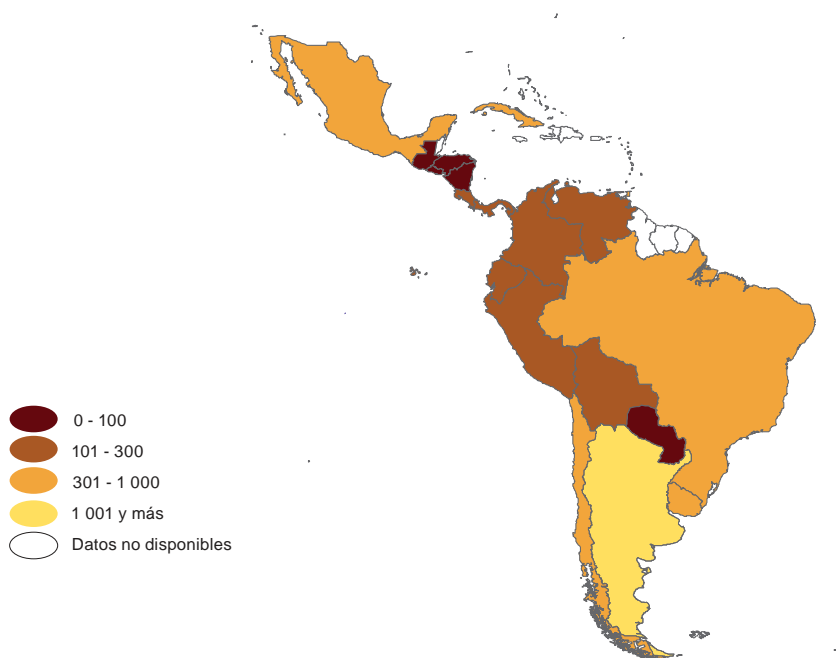 0 - 100
101 - 300
301 - 1 000
1 001 y más
Datos no disponibles